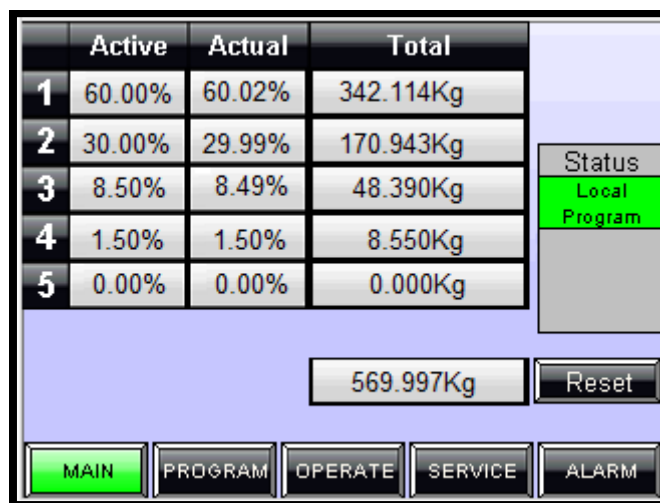 Active Actual Total
1 60.00% 60.02% 342.114Kg
2 30.00% 29.99% 170.943Kg
Status
3 8.50% 8.49% 48.390Kg
Local
Program
4 1.50% 1.50% 8.550Kg
5 0.00% 0.00% 0.000Kg
569.997Kg Reset
MAIN PROGRAM OPERATE SERVICE ALARM